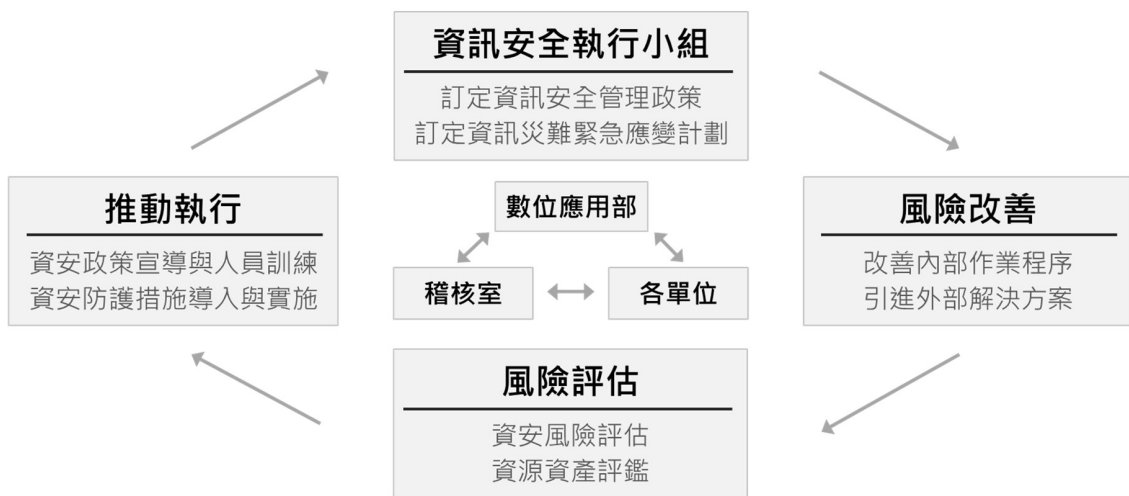 資訊安全執行小組
訂定資訊安全管理政策
訂定資訊災難緊急應變計劃
推動執行
資安政策宣導與人員訓練
資安防護措施導入與實施
數位應用部
稽核室
各單位
風險改善
改善內部作業程序
引進外部解決方案
風險評估
資安風險評估
資源資產評鑑